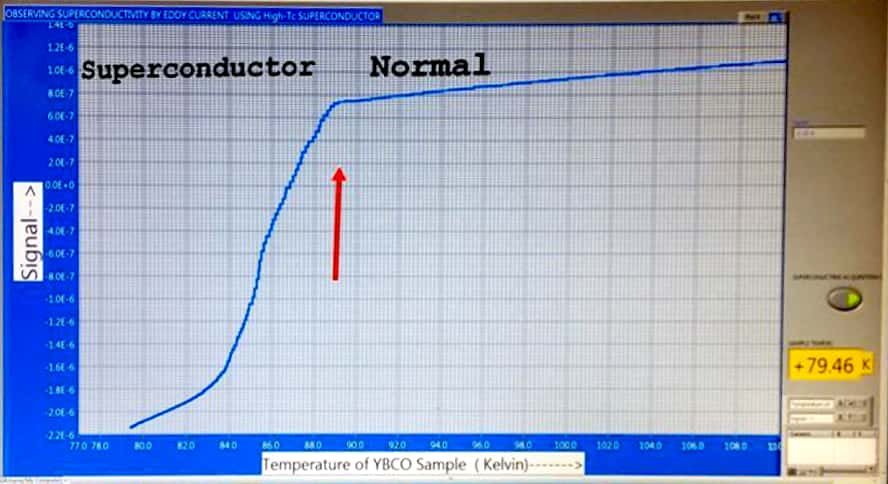 OBSERVING SUPERCONDUCTIVITY BY EDDY CURRENT USING High-Tc SUPERCONDUCTOR
Back
1.4E-6
1.2E-6
1.0E-6
8.0E-7
6.0E-7
4.0E-7
2.0E-7
0.0E+0
-2.0E-7
-4.0E-7
-6.0E-7
-8.0E-7
-1.0E-6
-1.2E-6
-1.4E-6
-1.6E-6
-1.8E-6
-2.0E-6
-2.2E-6
Superconductor Normal
Signal-->
77.0 78.0 80.0 82.0 84.0 86.0 88.0 90.0 92.0 94.0 96.0 98.0 100.0 102.0 104.0 106.0 108.0
Temperature of YBCO Sample ( Kelvin)------->
+79.46 K